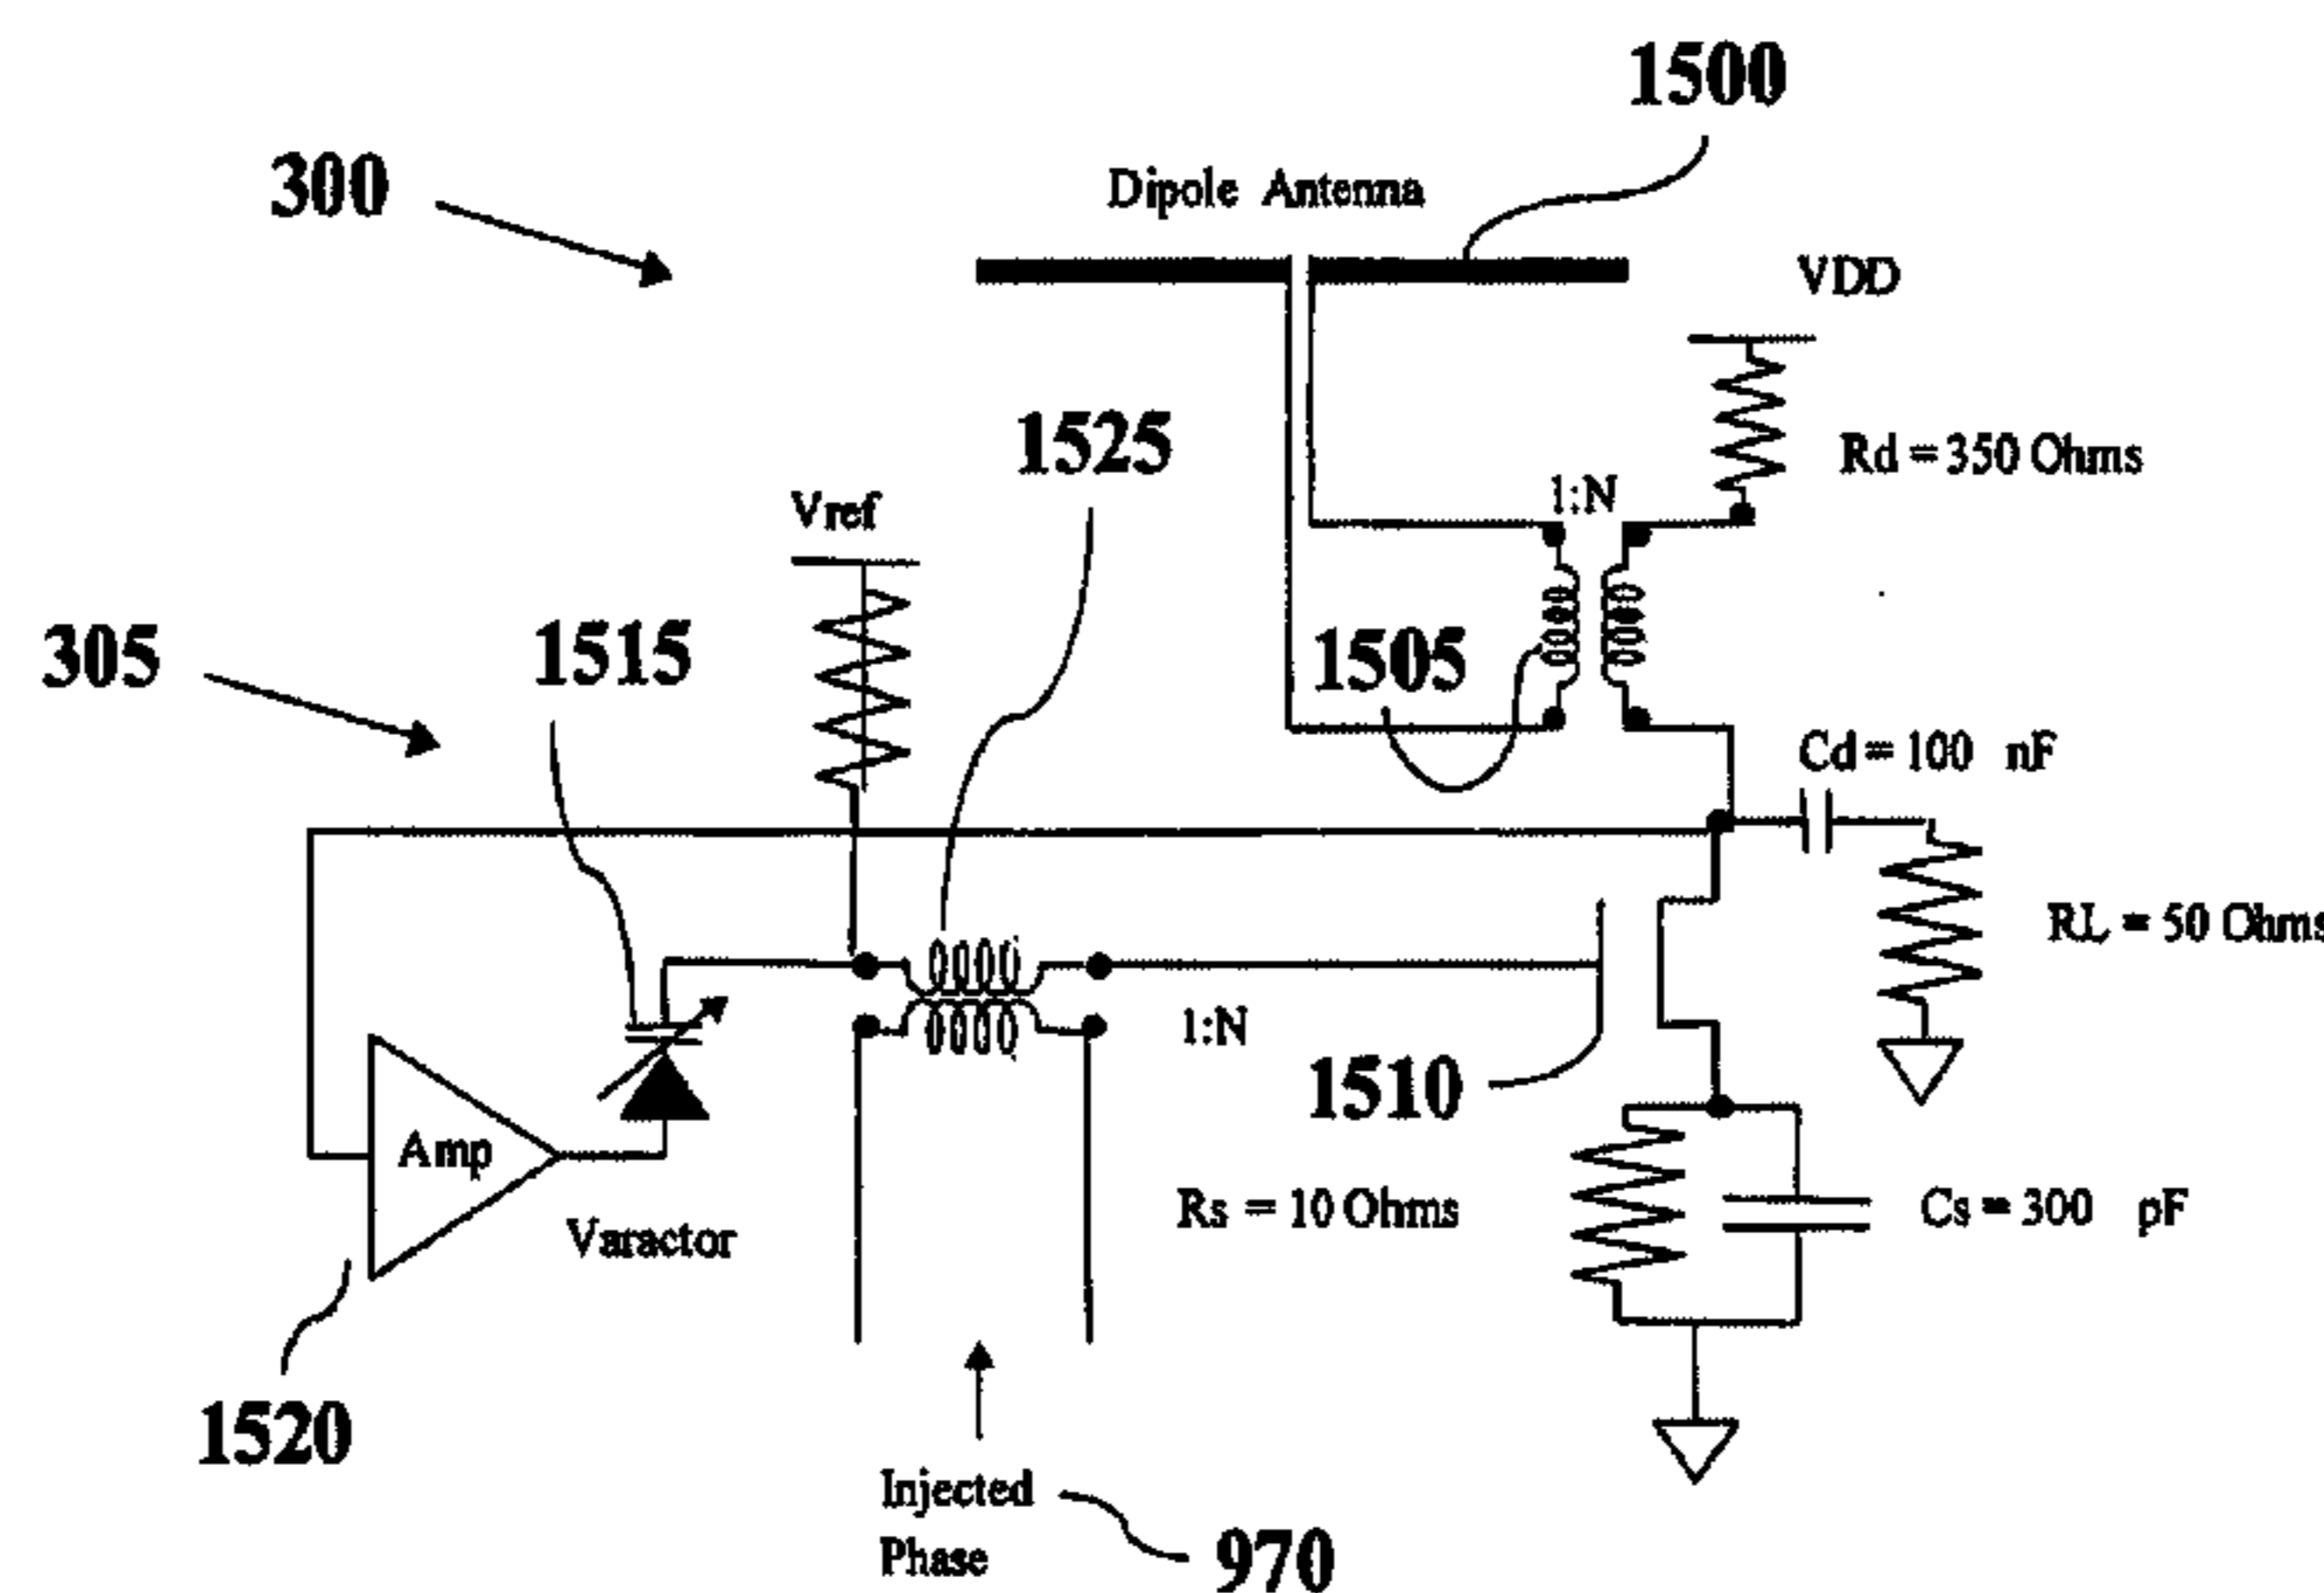 1500
300
Dipole Antenna
VDD
1525
Rd = 350 Ohms
1:N
Vref
305
1515
1505
Cd = 100 nF
RL = 50 Ohms
1:N
1510
Amp
Rs = 10 Ohms
Cs = 300 pF
Varactor
1520
Injected
Phase
970